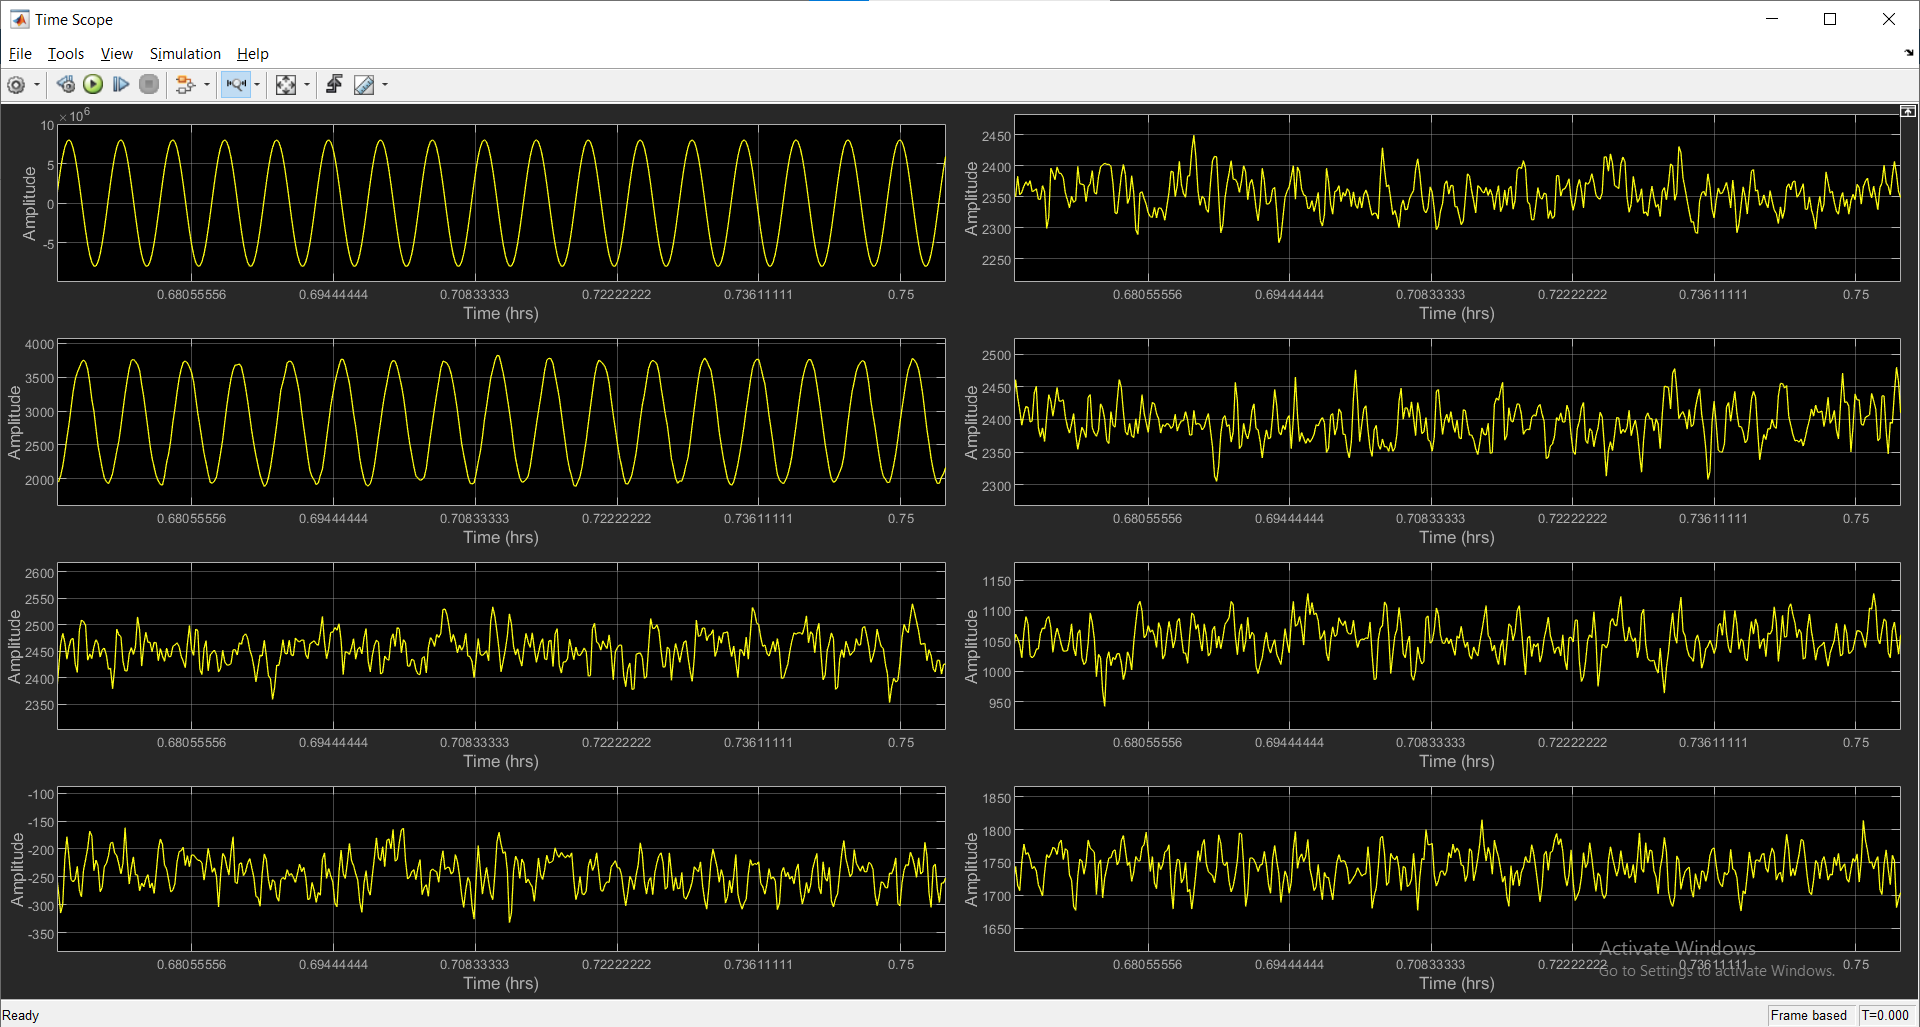 Time Scope
File Tools View Simulation Help
×10^6
10
5
0
-5
Amplitude
0.68055556 0.69444444 0.70833333 0.72222222 0.73611111 0.75
Time (hrs)
2450
2400
2350
2300
2250
Amplitude
0.68055556 0.69444444 0.70833333 0.72222222 0.73611111 0.75
Time (hrs)
4000
3500
3000
2500
2000
Amplitude
0.68055556 0.69444444 0.70833333 0.72222222 0.73611111 0.75
Time (hrs)
2500
2450
2400
2350
2300
Amplitude
0.68055556 0.69444444 0.70833333 0.72222222 0.73611111 0.75
Time (hrs)
2600
2550
2500
2450
2400
2350
Amplitude
0.68055556 0.69444444 0.70833333 0.72222222 0.73611111 0.75
Time (hrs)
1150
1100
1050
1000
950
Amplitude
0.68055556 0.69444444 0.70833333 0.72222222 0.73611111 0.75
Time (hrs)
-100
-150
-200
-250
-300
-350
Amplitude
0.68055556 0.69444444 0.70833333 0.72222222 0.73611111 0.75
Time (hrs)
1850
1800
1750
1700
1650
Amplitude
0.68055556 0.69444444 0.70833333 0.72222222 0.73611111 0.75
Time (hrs)
Activate Windows
Go to Settings to activate Windows.
Ready
Frame based T=0.000